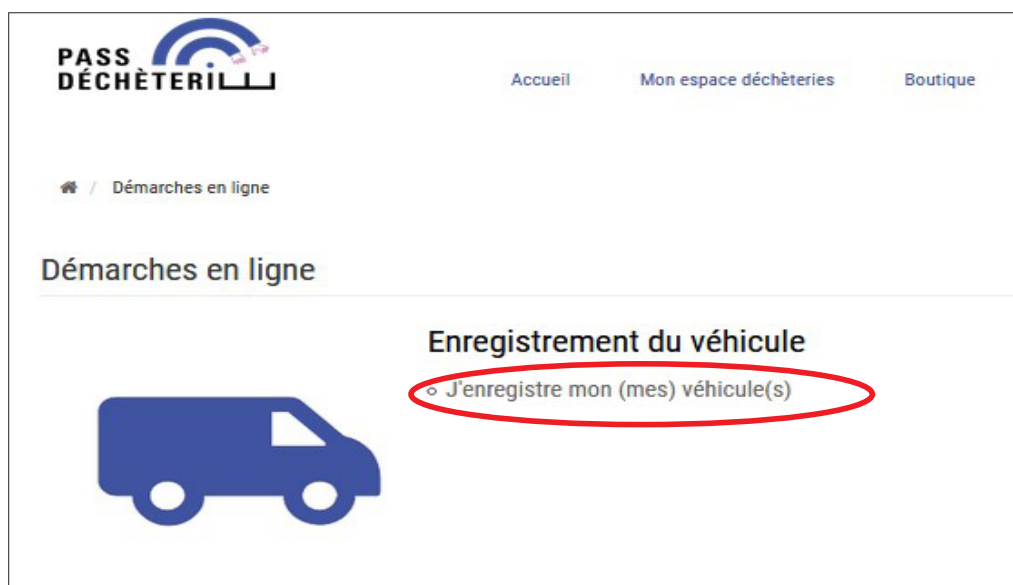 PASS
DÉCHÈTERIE
Accueil Mon espace déchèteries Boutique
/ Démarches en ligne
Démarches en ligne
Enregistrement du véhicule
J'enregistre mon (mes) véhicule(s)